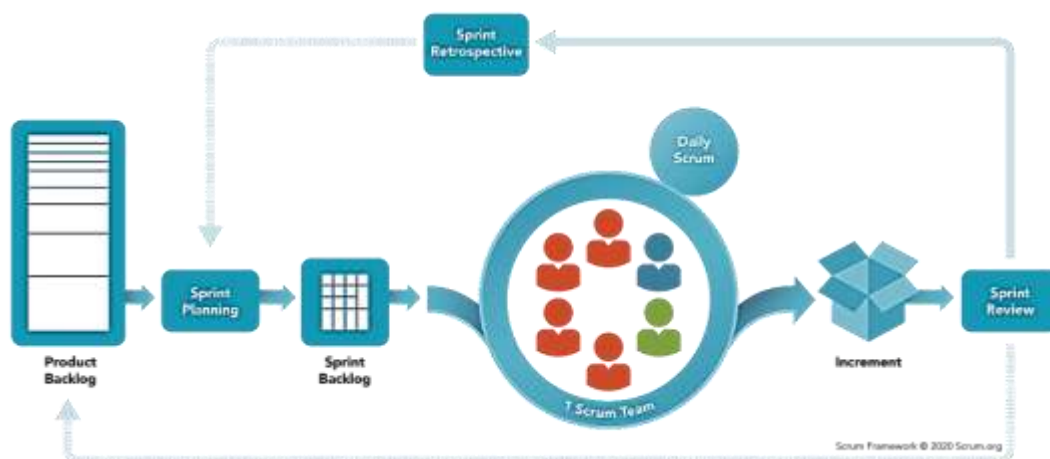 Sprint
Retrospective
Daily
Scrum
Sprint
Planning
Sprint
Review
Product
Backlog
Sprint
Backlog
Increment
1 Scrum Team
Scrum Framework © 2020 Scrum.org